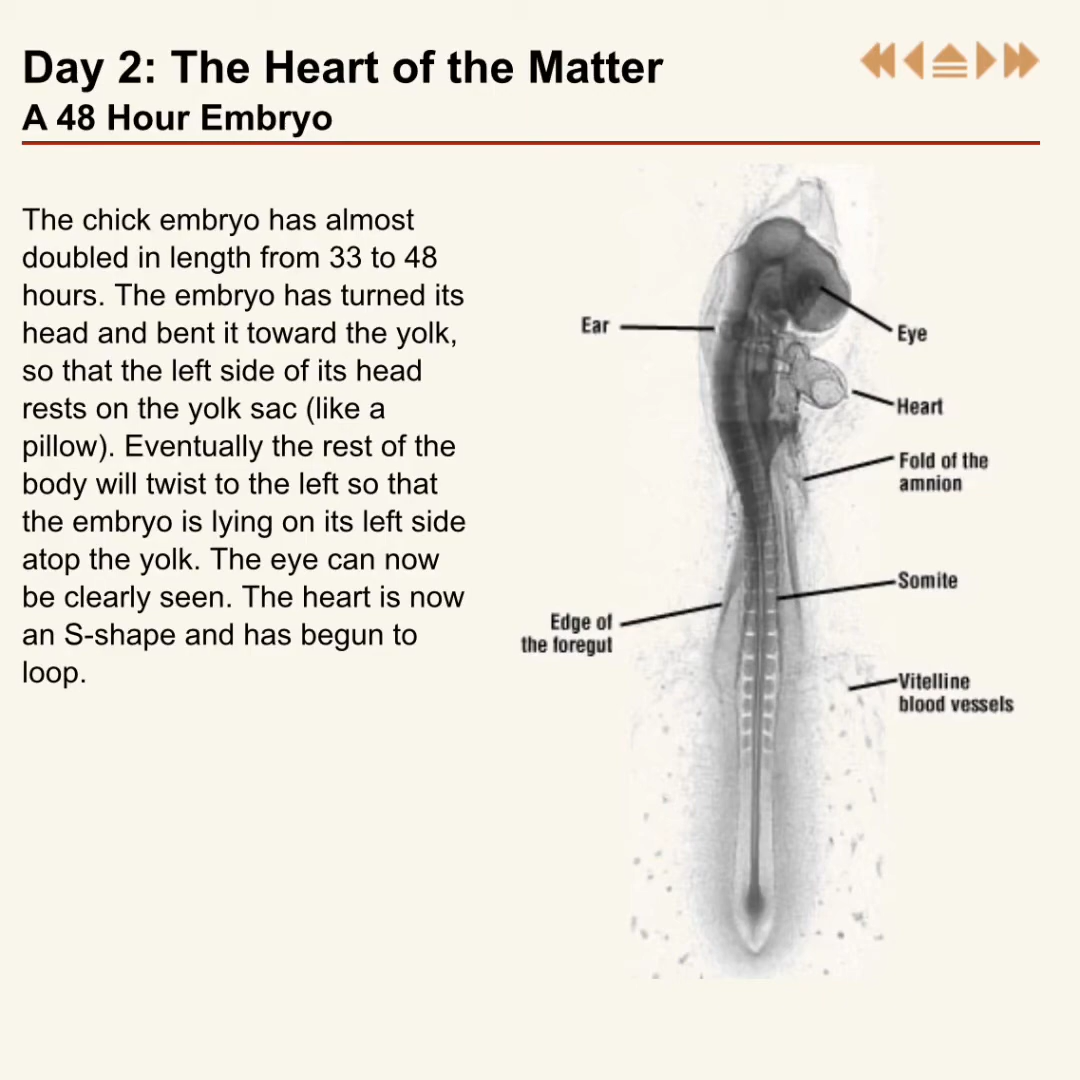 Day 2: The Heart of the Matter
A 48 Hour Embryo
The chick embryo has almost
doubled in length from 33 to 48
hours. The embryo has turned its
head and bent it toward the yolk,
so that the left side of its head
rests on the yolk sac (like a
pillow). Eventually the rest of the
body will twist to the left so that
the embryo is lying on its left side
atop the yolk. The eye can now
be clearly seen. The heart is now
an S-shape and has begun to
loop.
Ear
Eye
Heart
Fold of the
amnion
Somite
Edge of
the foregut
Vitelline
blood vessels